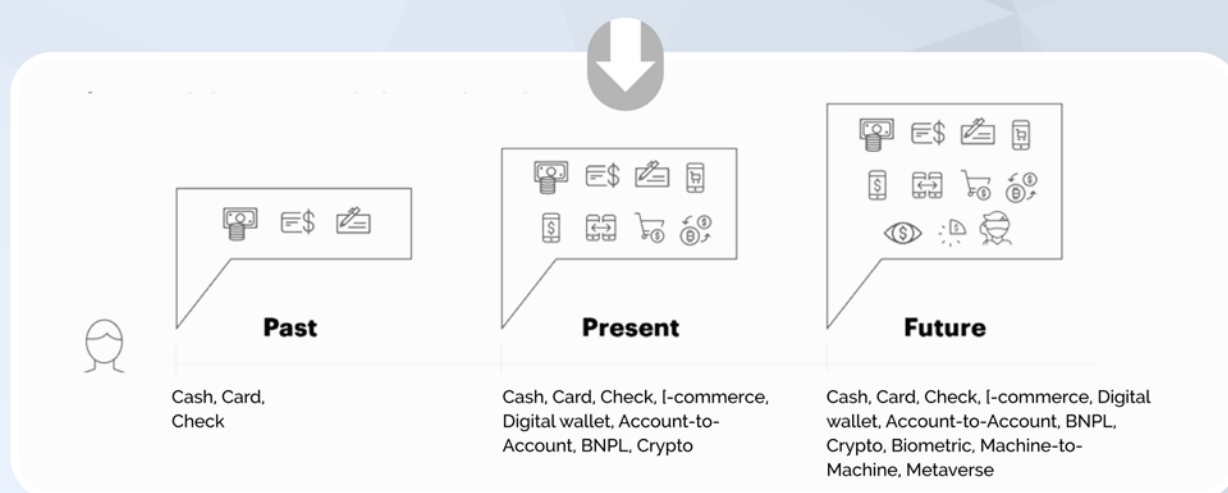 Past
Present
Future
Cash, Card,
Check
Cash, Card, Check, [-commerce,
Digital wallet, Account-to-
Account, BNPL, Crypto
Cash, Card, Check, [-commerce, Digital
wallet, Account-to-Account, BNPL,
Crypto, Biometric, Machine-to-
Machine, Metaverse